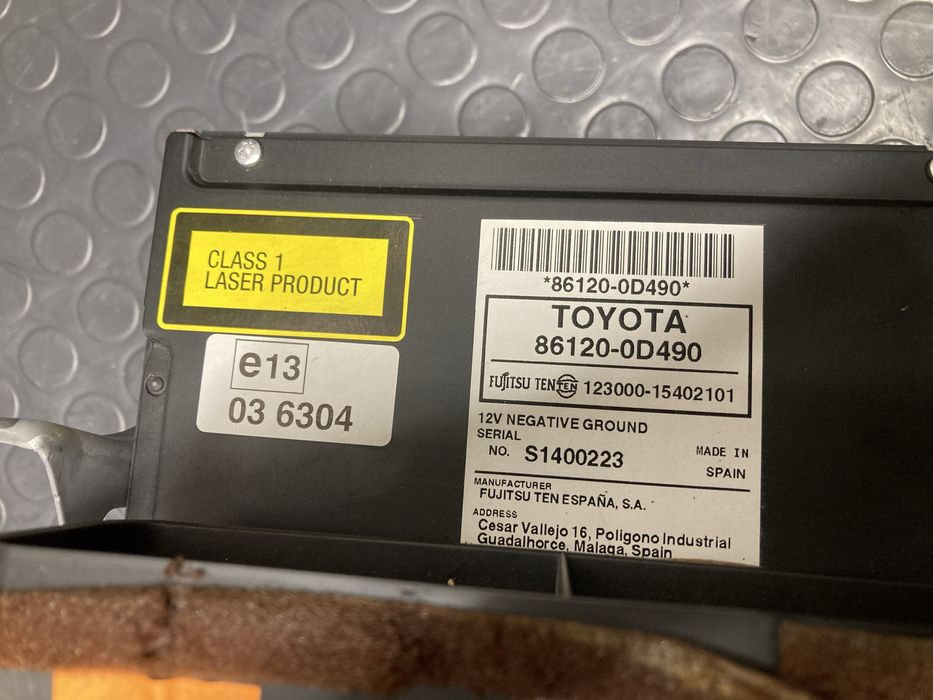 CLASS 1
LASER PRODUCT
e13
03 6304
*86120-0D490*
TOYOTA
86120-0D490
FUJITSU TEN TEN 123000-15402101
12V NEGATIVE GROUND
SERIAL
NO. S1400223
MADE IN
SPAIN
MANUFACTURER
FUJITSU TEN ESPAÑA, S.A.
ADDRESS
Cesar Vallejo 16, Poligono Industrial
Guadalhorce, Malaga, Spain